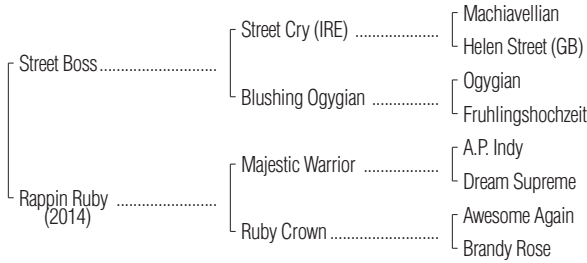 Machiavellian
Street Cry (IRE) ....................
Helen Street (GB)
Street Boss............................
Ogygian
Blushing Ogygian ...................
Fruhlingshochzeit
A.P. Indy
Majestic Warrior ..................
Dream Supreme
Rappin Ruby ........................
(2014)
Awesome Again
Ruby Crown..........................
Brandy Rose